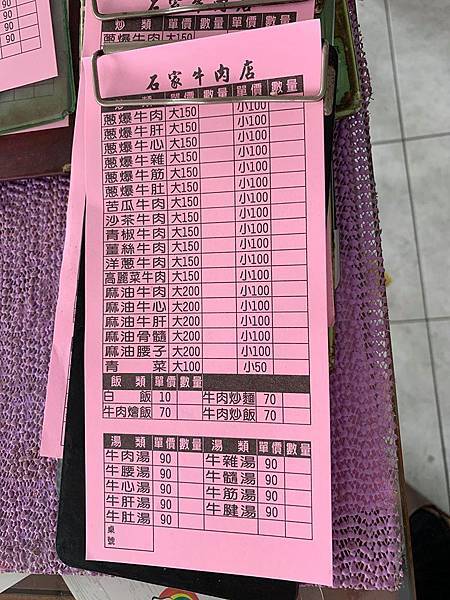 90
90
90
炒 類 單價 數量
蔥爆牛肉 大150
石家牛肉店
炒 類 單價 數量 單價 數量
蔥爆牛肉 大150 小100
蔥爆牛肝 大150 小100
蔥爆牛心 大150 小100
蔥爆牛雜 大150 小100
蔥爆牛筋 大150 小100
蔥爆牛肚 大150 小100
苦瓜牛肉 大150 小100
沙茶牛肉 大150 小100
青椒牛肉 大150 小100
薑絲牛肉 大150 小100
洋蔥牛肉 大150 小100
高麗菜牛肉 大150 小100
麻油牛肉 大200 小100
麻油牛心 大200 小100
麻油牛肝 大200 小100
麻油骨髓 大200 小100
麻油腰子 大200 小100
青菜 大100 小50
飯 類 單價 數量
白飯 10 牛肉炒麵 70
牛肉燴飯 70 牛肉炒飯 70
湯 類 單價 數量 湯 類 單價 數量
牛肉湯 90 牛雜湯 90
牛腰湯 90 牛髓湯 90
牛心湯 90 牛筋湯 90
牛肝湯 90 牛腱湯 90
牛肚湯 90
桌號